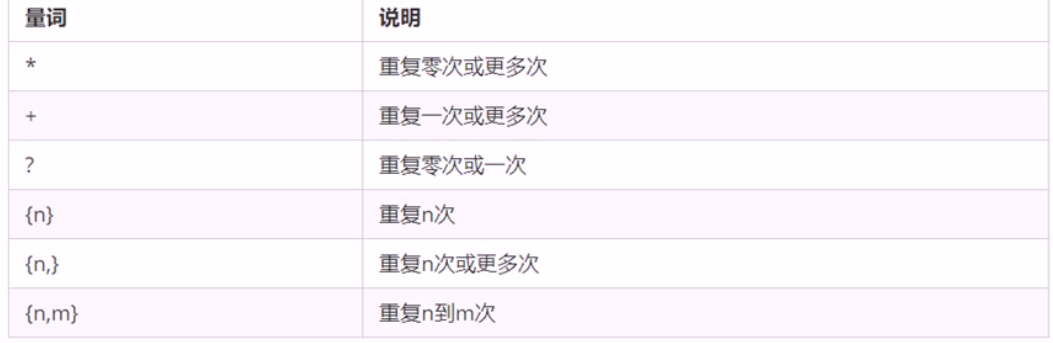 量词 说明
* 重复零次或更多次
+ 重复一次或更多次
? 重复零次或一次
{n} 重复n次
{n,} 重复n次或更多次
{n,m} 重复n到m次